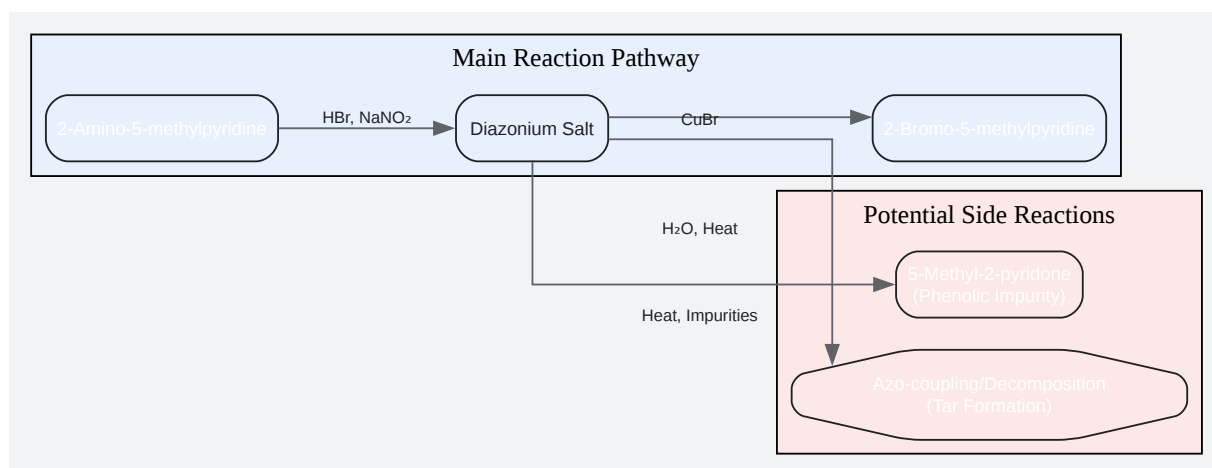 Main Reaction Pathway
2-Amino-5-methylpyridine
HBr, NaNO₂
Diazonium Salt
CuBr
2-Bromo-5-methylpyridine
Potential Side Reactions
H₂O, Heat
5-Methyl-2-pyridone
(Phenolic Impurity)
Heat, Impurities
Azo-coupling/Decomposition
(Tar Formation)